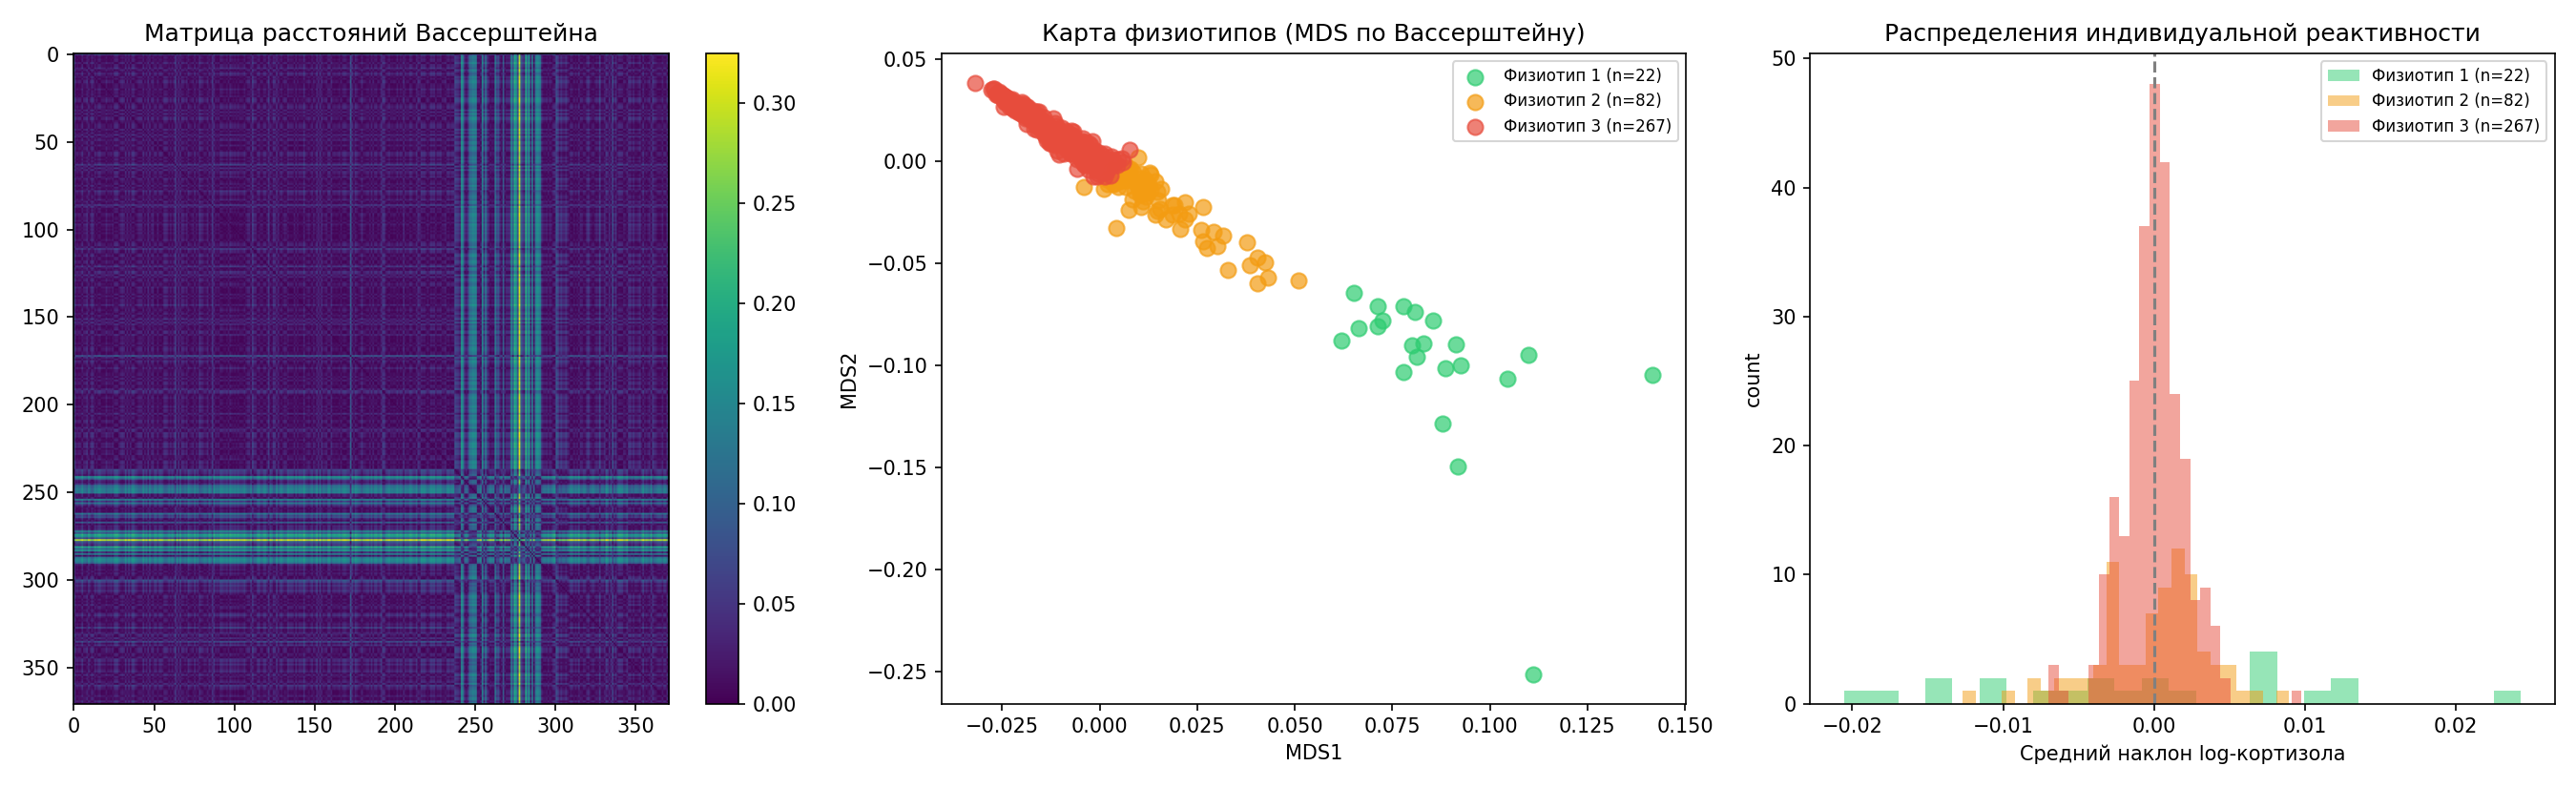 Матрица расстояний Вассерштейна
0
50
100
150
200
250
300
350
0 50 100 150 200 250 300 350
0.30
0.25
0.20
0.15
0.10
0.05
0.00
Карта физиотипов (MDS по Вассерштейну)
Физиотип 1 (n=22)
Физиотип 2 (n=82)
Физиотип 3 (n=267)
0.05
0.00
−0.05
−0.10
−0.15
−0.20
−0.25
MDS2
−0.025 0.000 0.025 0.050 0.075 0.100 0.125 0.150
MDS1
Распределения индивидуальной реактивности
Физиотип 1 (n=22)
Физиотип 2 (n=82)
Физиотип 3 (n=267)
50
40
30
20
10
0
count
−0.02 −0.01 0.00 0.01 0.02
Средний наклон log-кортизола